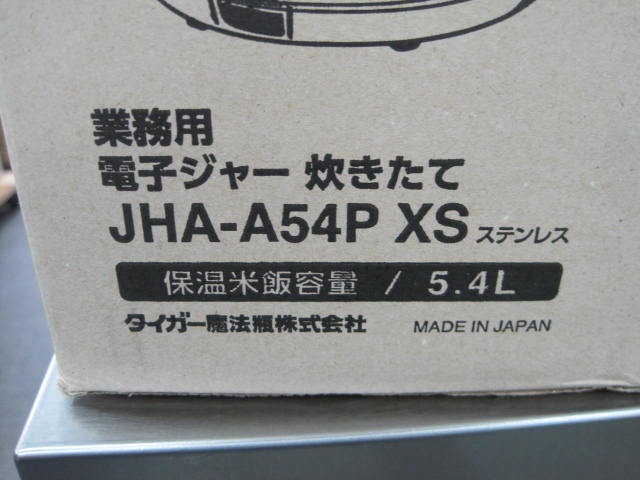 業務用
電子ジャー 炊きたて
JHA-A54P XS ステンレス
保温米飯容量 / 5.4L
タイガー魔法瓶株式会社 MADE IN JAPAN